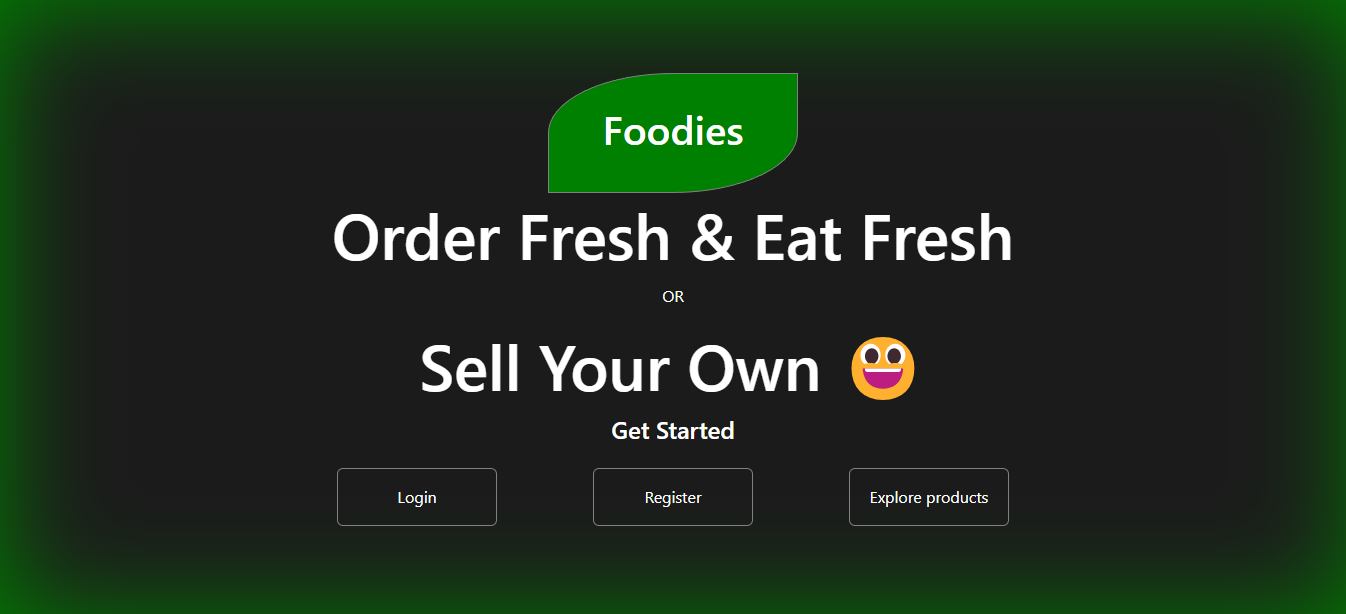 Foodies
Order Fresh & Eat Fresh
OR
Sell Your Own 😀
Get Started
Login
Register
Explore products